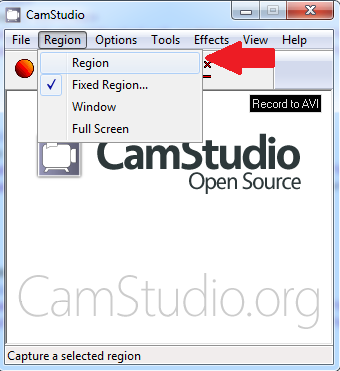 CamStudio
File Region Options Tools Effects View Help
Region
Fixed Region...
Window
Full Screen
Record to AVI
CamStudio
Open Source
CamStudio.org
Capture a selected region